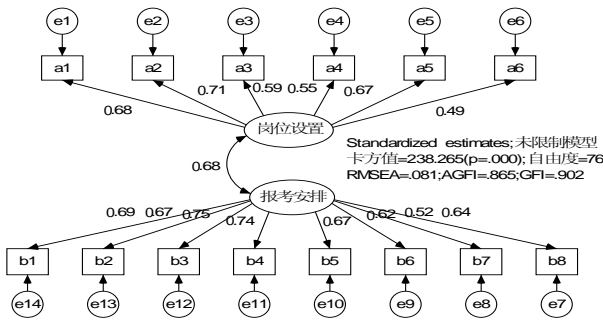 e1 e2 e3 e4 e5 e6
a1 a2 a3 a4 a5 a6
0.68 0.71 0.59 0.55 0.67 0.49
岗位设置
Standardized estimates;未限制模型
卡方值=238.265(p=.000);自由度=76
RMSEA=.081;AGFI=.865;GFI=.902
0.68
报考安排
0.69 0.67 0.75 0.74 0.67 0.62 0.52 0.64
b1 b2 b3 b4 b5 b6 b7 b8
e14 e13 e12 e11 e10 e9 e8 e7